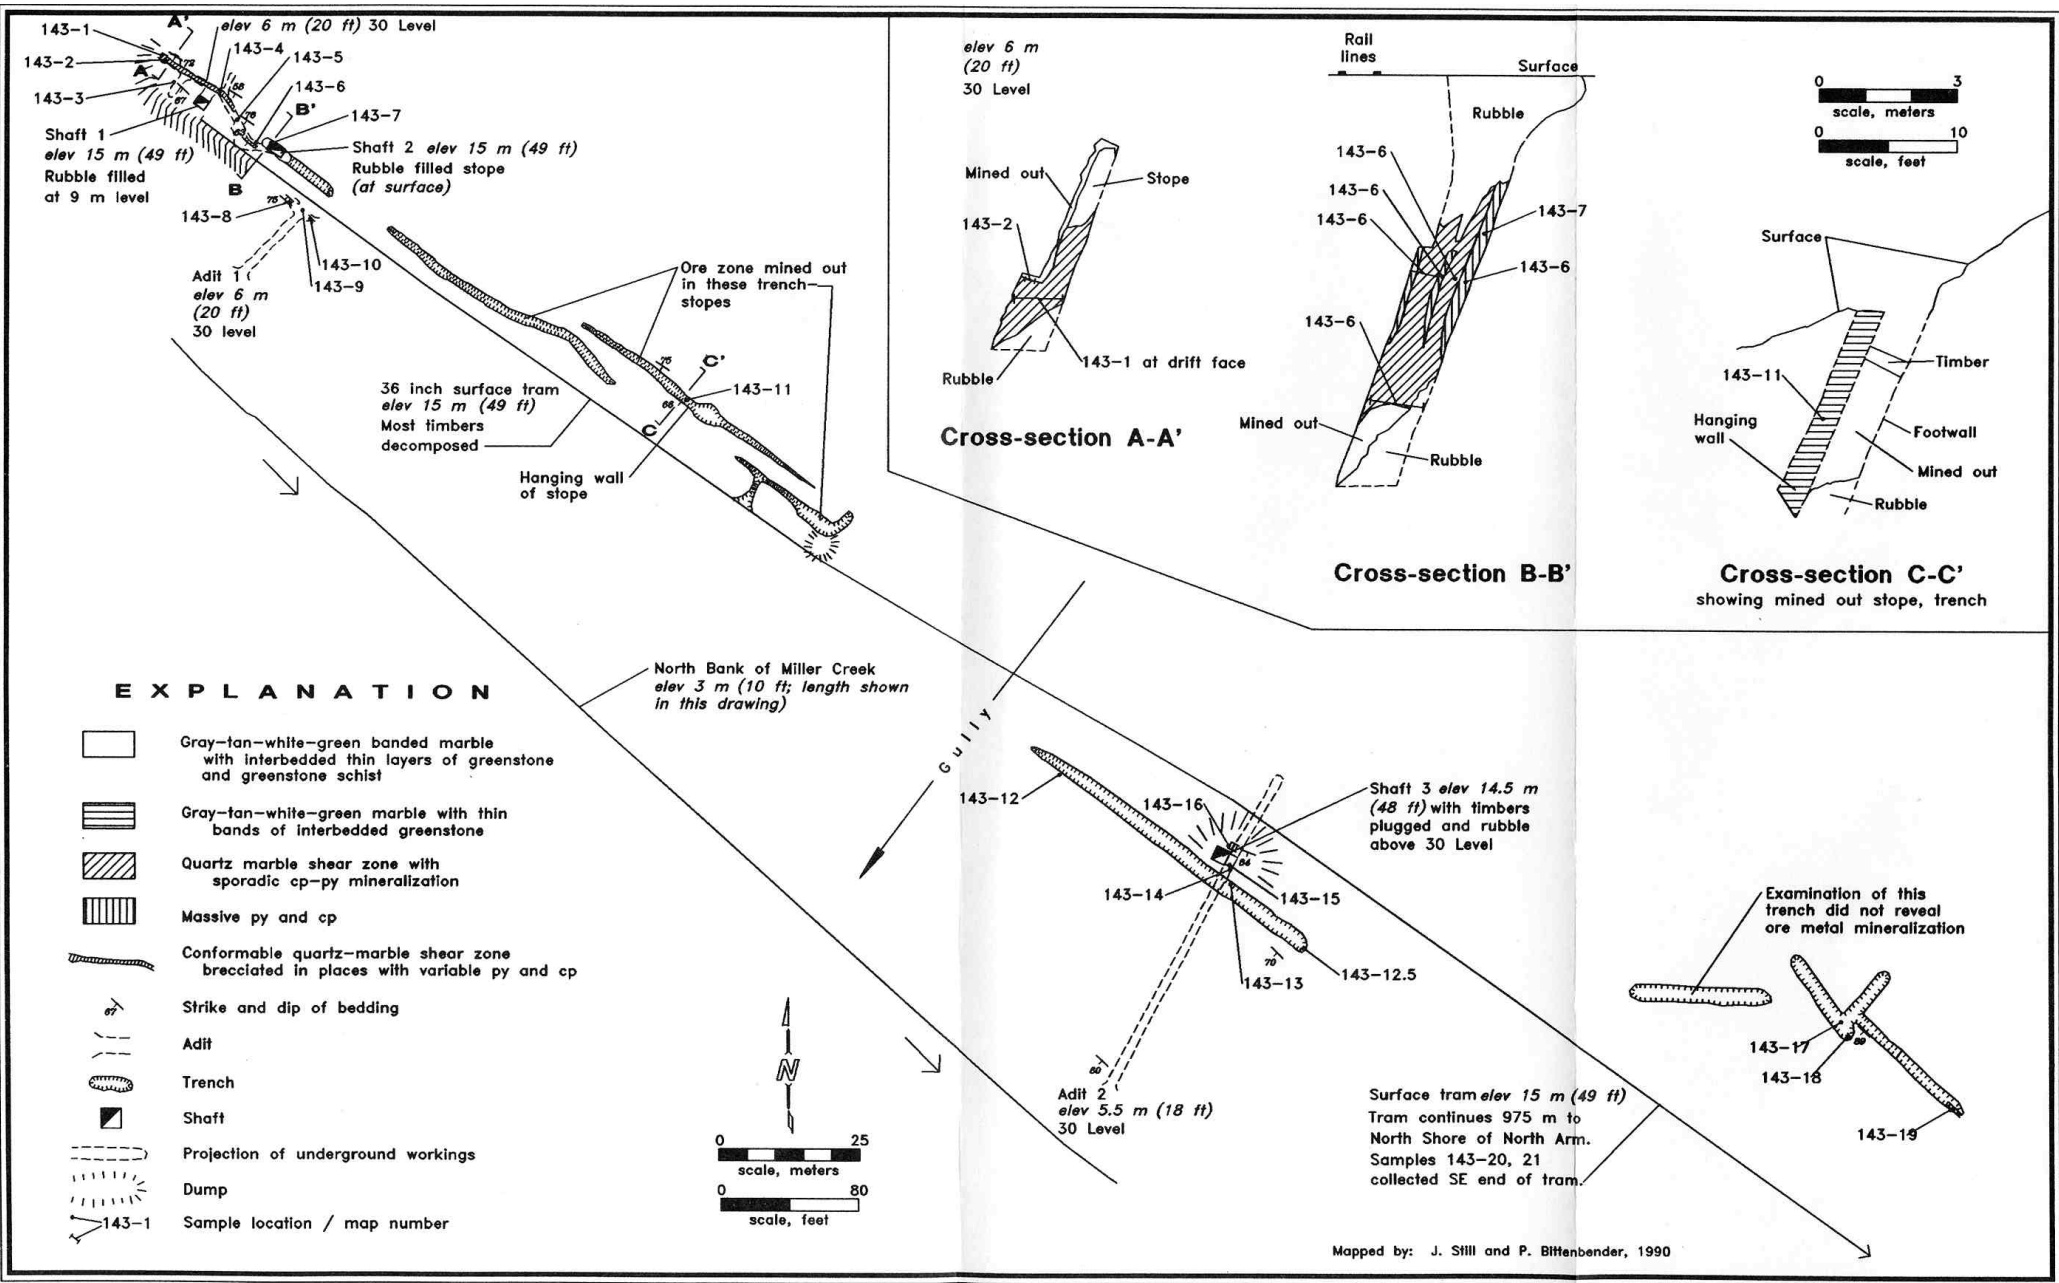 143-1
A'
elev 6 m (20 ft) 30 Level
143-2
143-4
143-5
A
72
68
143-6
143-3
67
76
B'
143-7
63
Shaft 1
elev 15 m (49 ft)
Rubble filled
at 9 m level
Shaft 2 elev 15 m (49 ft)
Rubble filled stope
(at surface)
B
75
143-8
143-10
143-9
Adit 1
elev 6 m
(20 ft)
30 level
Ore zone mined out
in these trench-
stopes
36 inch surface tram
elev 15 m (49 ft)
Most timbers
decomposed
75
C'
143-11
66
C
Hanging wall
of stope
elev 6 m
(20 ft)
30 Level
Mined out
Stope
143-2
143-1 at drift face
Rubble
Cross-section A-A'
Rail
lines
Surface
Rubble
143-6
143-6
143-6
143-7
143-6
143-6
Mined out
Rubble
Cross-section B-B'
0 3
scale, meters
0 10
scale, feet
Surface
Timber
143-11
Hanging
wall
Footwall
Mined out
Rubble
Cross-section C-C'
showing mined out stope, trench
North Bank of Miller Creek
elev 3 m (10 ft; length shown
in this drawing)
Gully
EXPLANATION
Gray-tan-white-green banded marble
with interbedded thin layers of greenstone
and greenstone schist
Gray-tan-white-green marble with thin
bands of interbedded greenstone
Quartz marble shear zone with
sporadic cp-py mineralization
Massive py and cp
Conformable quartz-marble shear zone
brecciated in places with variable py and cp
67
Strike and dip of bedding
Adit
Trench
Shaft
Projection of underground workings
Dump
143-1
Sample location / map number
N
0 25
scale, meters
0 80
scale, feet
143-12
143-16
Shaft 3 elev 14.5 m
(48 ft) with timbers
plugged and rubble
above 30 Level
64
143-14
143-15
70
143-12.5
143-13
60
Adit 2
elev 5.5 m (18 ft)
30 Level
Examination of this
trench did not reveal
ore metal mineralization
143-17
89
143-18
143-19
Surface tram elev 15 m (49 ft)
Tram continues 975 m to
North Shore of North Arm.
Samples 143-20, 21
collected SE end of tram.
Mapped by: J. Still and P. Bittenbender, 1990